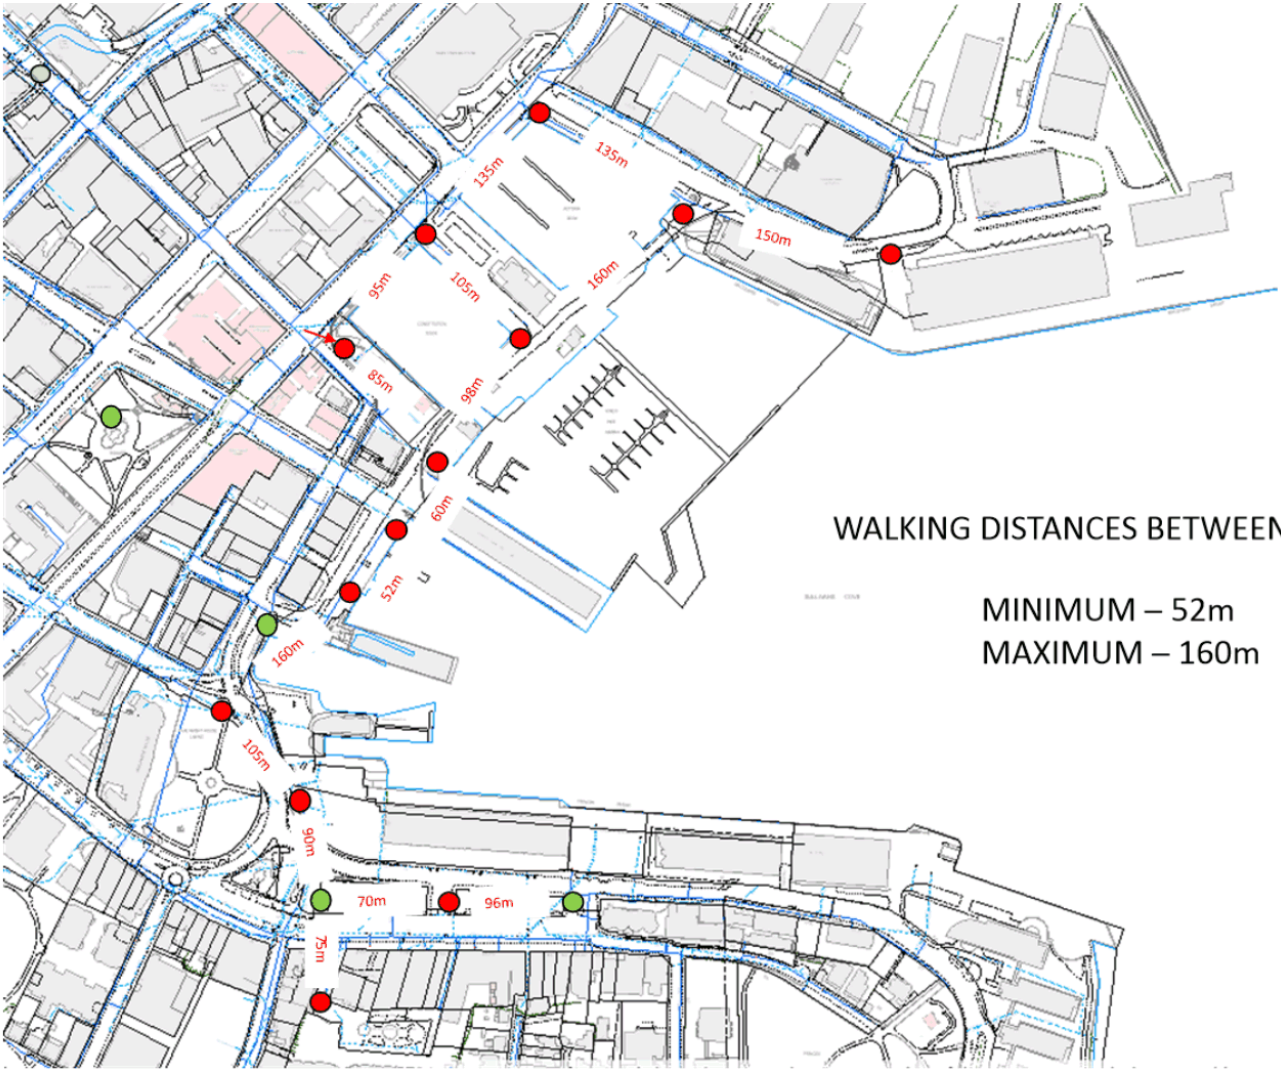 135m
135m
150m
160m
95m
105m
85m
98m
60m
WALKING DISTANCES BETWEEN
52m
MINIMUM – 52m
160m
MAXIMUM – 160m
105m
90m
70m
96m
75m